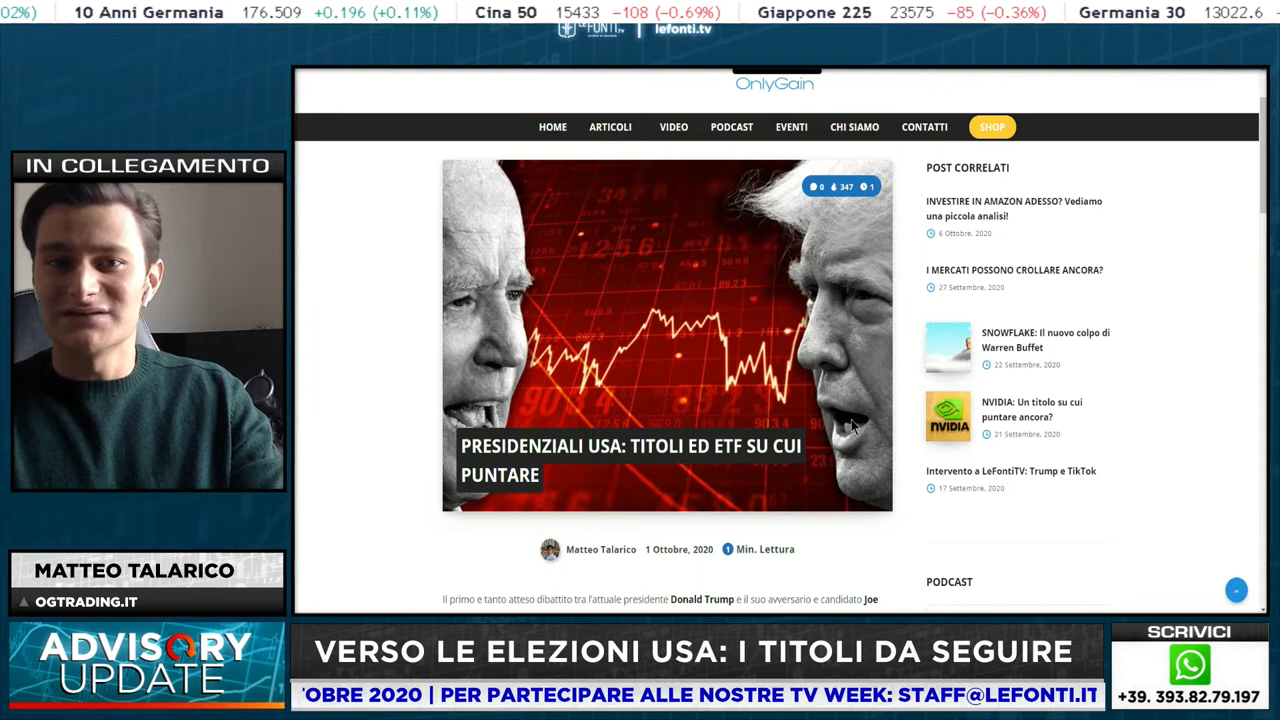 02%)
10 Anni Germania 176.509 +0.196 (+0.11%)
Cina 50 15433 −108 (−0.69%)
Giappone 225 23575 −85 (−0.36%)
Germania 30 13022.6
LE FONTI.TV
lefonti.tv
OnlyGain
HOME ARTICOLI VIDEO PODCAST EVENTI CHI SIAMO CONTATTI SHOP
IN COLLEGAMENTO
0 347 1
PRESIDENZIALI USA: TITOLI ED ETF SU CUI
PUNTARE
Matteo Talarico 1 Ottobre, 2020 1 Min. Lettura
Il primo e tanto atteso dibattito tra l'attuale presidente Donald Trump e il suo avversario e candidato Joe
POST CORRELATI
INVESTIRE IN AMAZON ADESSO? Vediamo
una piccola analisi!
6 Ottobre, 2020
I MERCATI POSSONO CROLLARE ANCORA?
27 Settembre, 2020
SNOWFLAKE: Il nuovo colpo di
Warren Buffet
22 Settembre, 2020
NVIDIA
NVIDIA: Un titolo su cui
puntare ancora?
21 Settembre, 2020
Intervento a LeFontiTV: Trump e TikTok
17 Settembre, 2020
PODCAST
MATTEO TALARICO
OGTRADING.IT
ADVISORY
UPDATE
VERSO LE ELEZIONI USA: I TITOLI DA SEGUIRE
OBRE 2020 | PER PARTECIPARE ALLE NOSTRE TV WEEK: STAFF@LEFONTI.IT
SCRIVICI
+39. 393.82.79.197